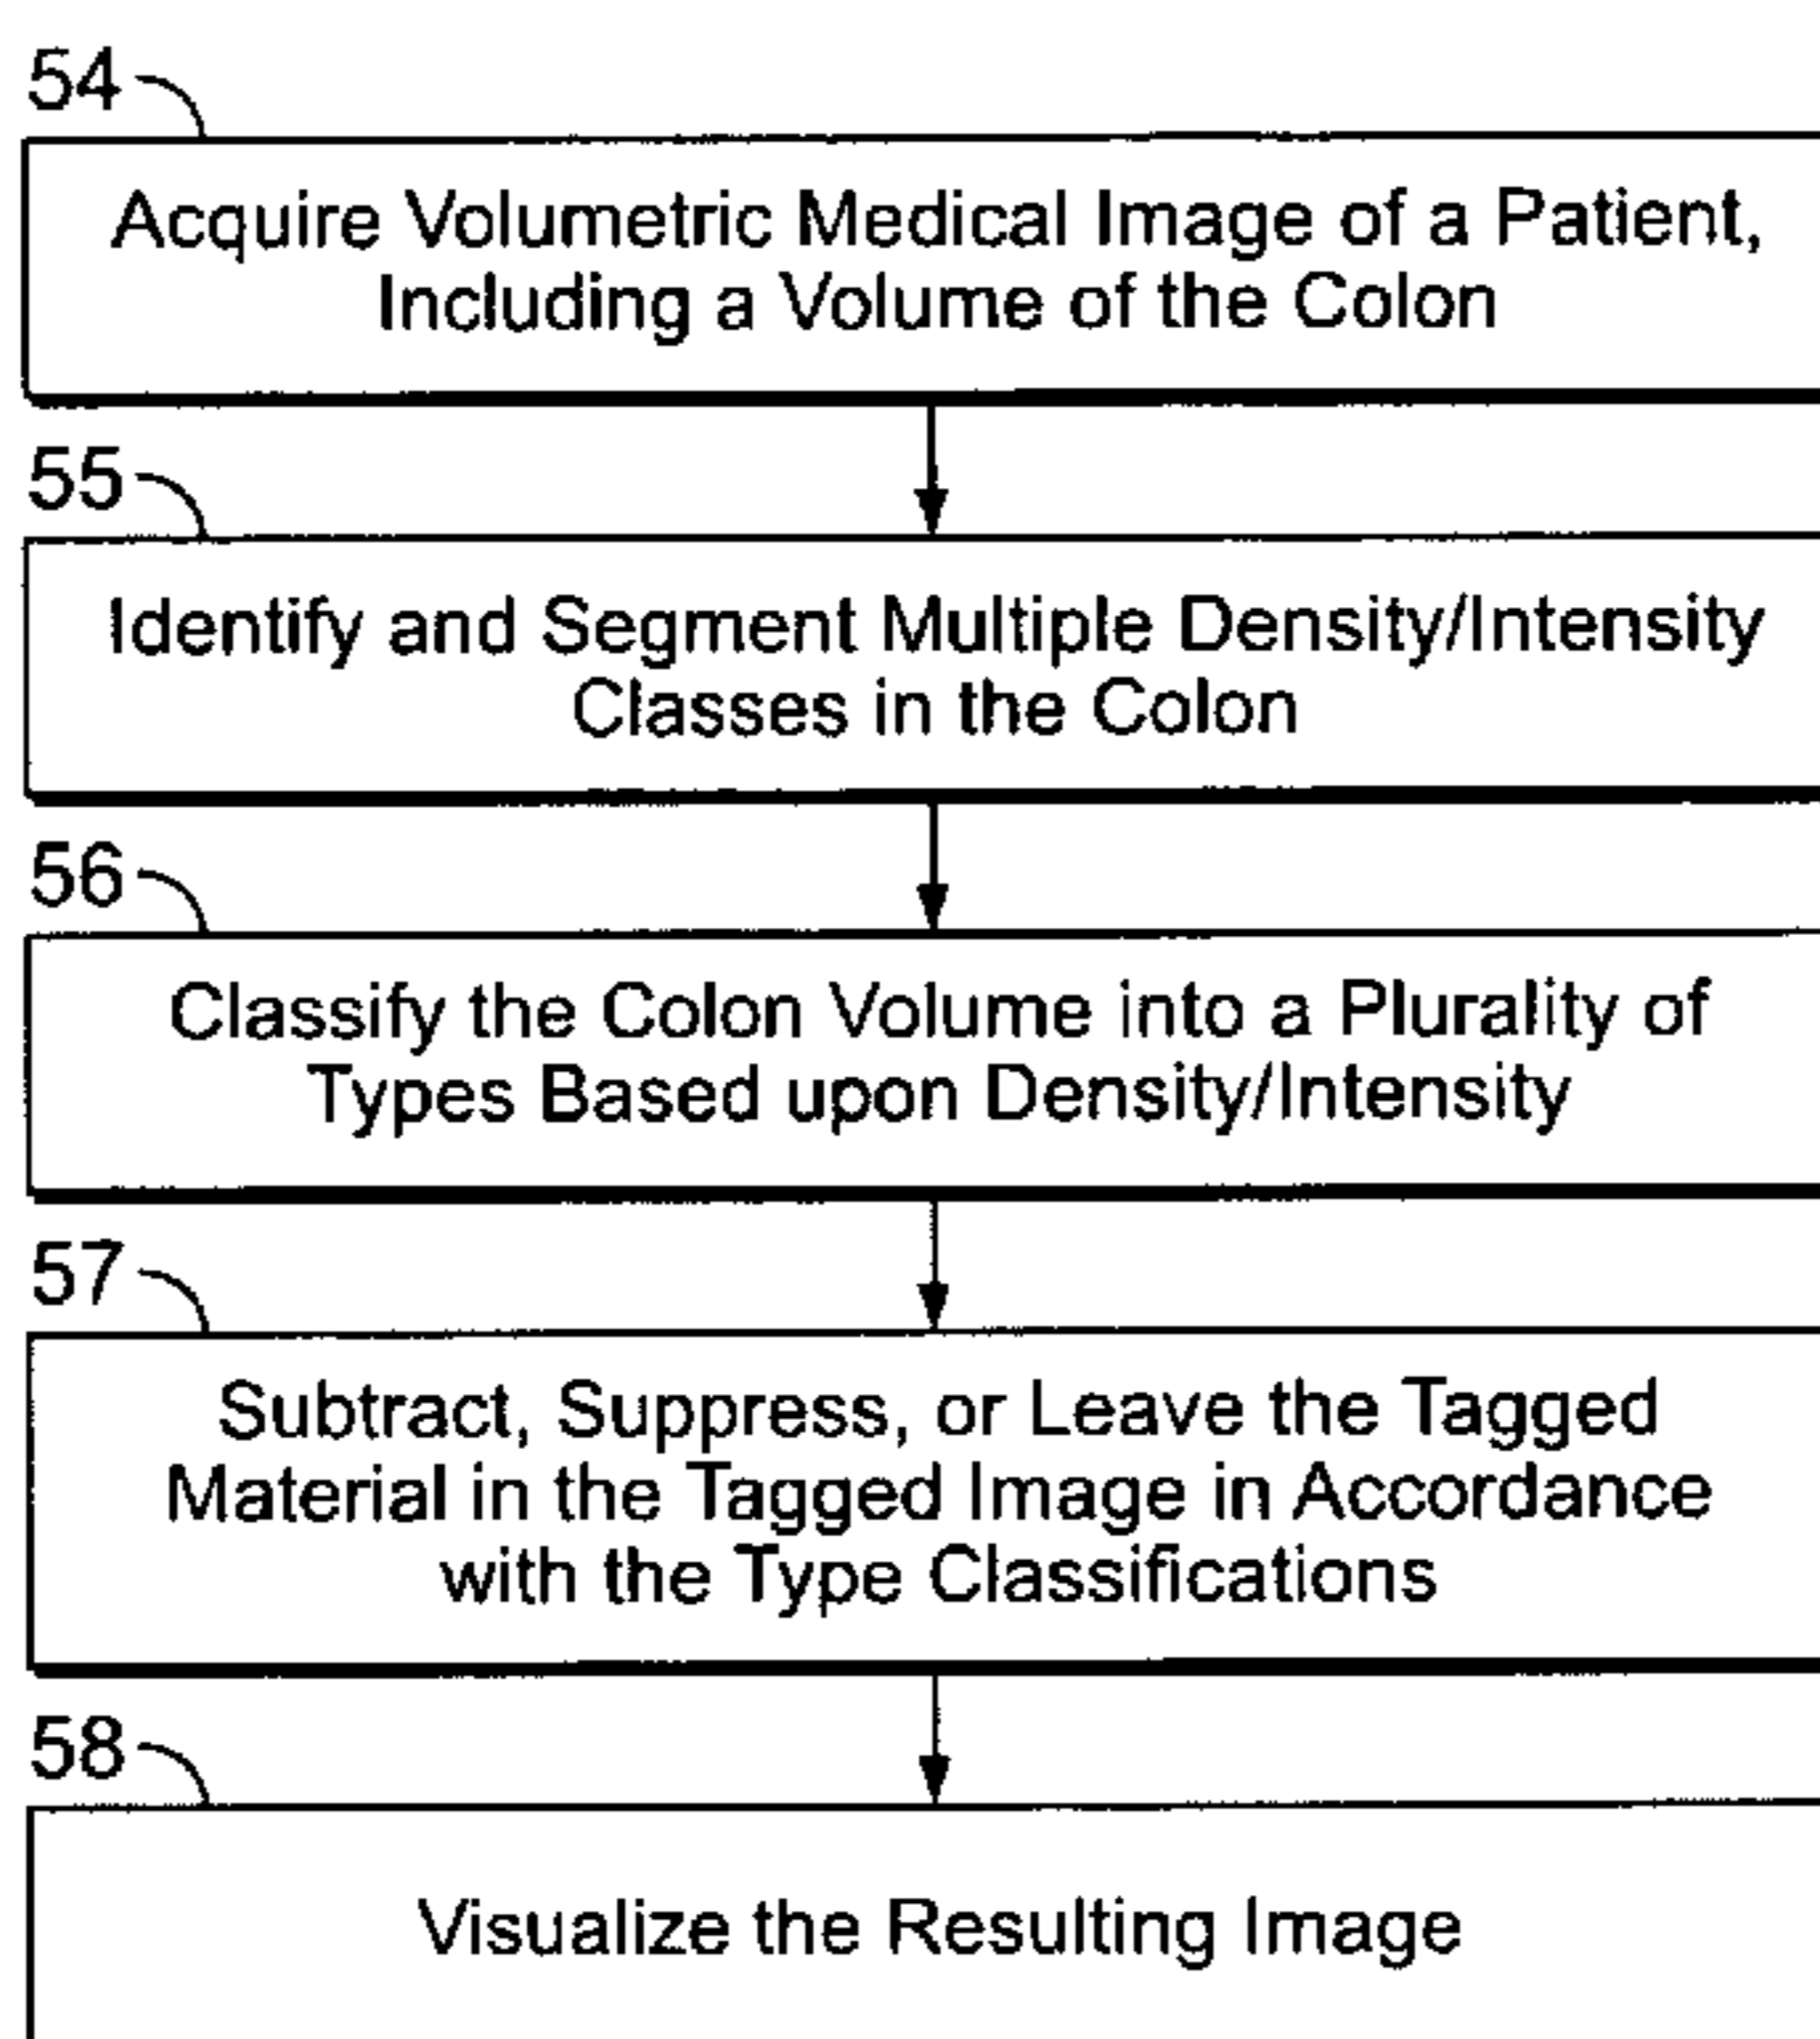 54
Acquire Volumetric Medical Image of a Patient,
Including a Volume of the Colon
55
Identify and Segment Multiple Density/Intensity
Classes in the Colon
56
Classify the Colon Volume into a Plurality of
Types Based upon Density/Intensity
57
Subtract, Suppress, or Leave the Tagged
Material in the Tagged Image in Accordance
with the Type Classifications
58
Visualize the Resulting Image